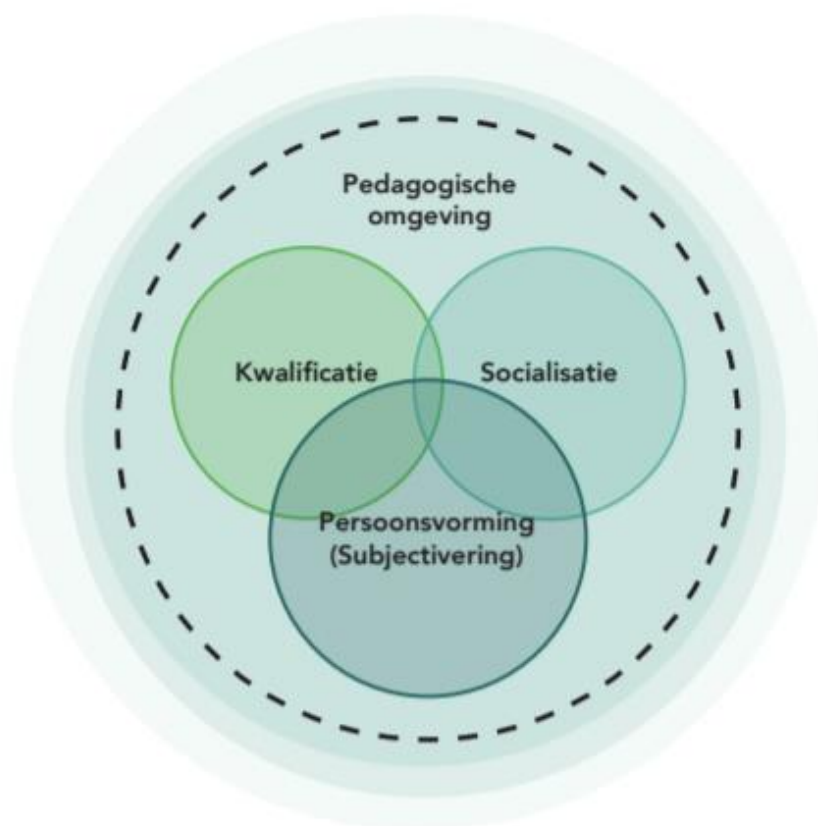 Pedagogische
omgeving
Kwalificatie
Socialisatie
Persoonsvorming
(Subjectivering)